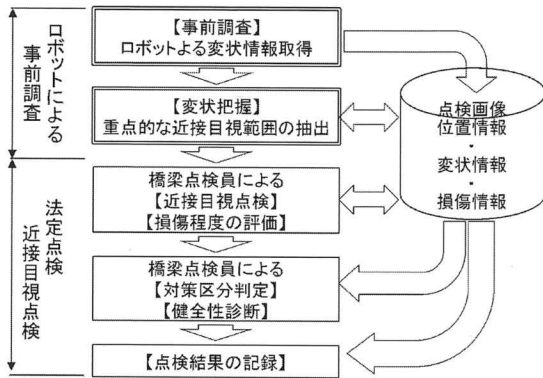 ロボットによる
事前調査
【事前調査】
ロボットよる変状情報取得
【変状把握】
重点的な近接目視範囲の抽出
点検画像
位置情報
・
変状情報
・
損傷情報
法定点検
近接目視点検
橋梁点検員による
【近接目視点検】
【損傷程度の評価】
橋梁点検員による
【対策区分判定】
【健全性診断】
【点検結果の記録】